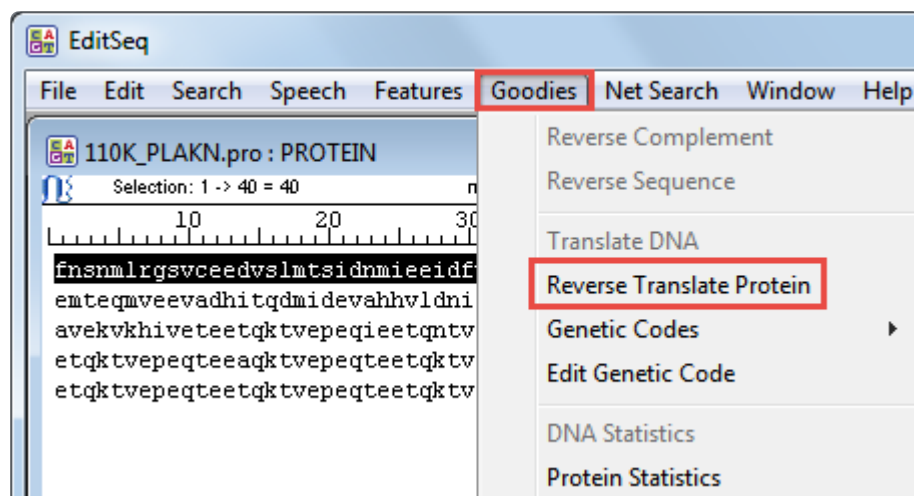 EditSeq
File Edit Search Speech Features Goodies Net Search Window Help
110K_PLAKN.pro : PROTEIN
Selection: 1 -> 40 = 40
10 20 30
fnsnmlrgsvceedvslmtsidnmieeidf
emteqmveevadhitqdmidevahhvldni
avekvkhiveteetqktvepeqieetqntv
etqktvepeqteeaqktvepeqteetqktv
etqktvepeqteetqktvepeqteetqktv
Reverse Complement
Reverse Sequence
Translate DNA
Reverse Translate Protein
Genetic Codes
Edit Genetic Code
DNA Statistics
Protein Statistics